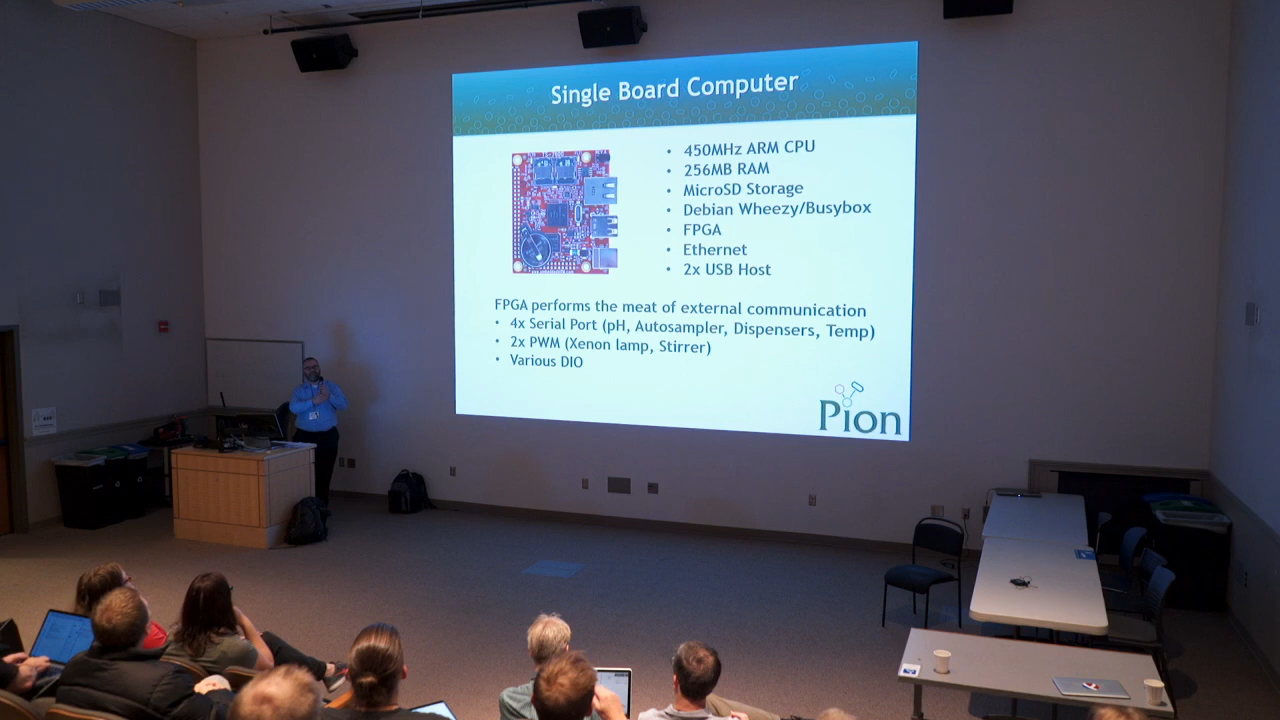 Single Board Computer
• 450MHz ARM CPU
• 256MB RAM
• MicroSD Storage
• Debian Wheezy/Busybox
• FPGA
• Ethernet
• 2x USB Host
FPGA performs the meat of external communication
• 4x Serial Port (pH, Autosampler, Dispensers, Temp)
• 2x PWM (Xenon lamp, Stirrer)
• Various DIO
Pion